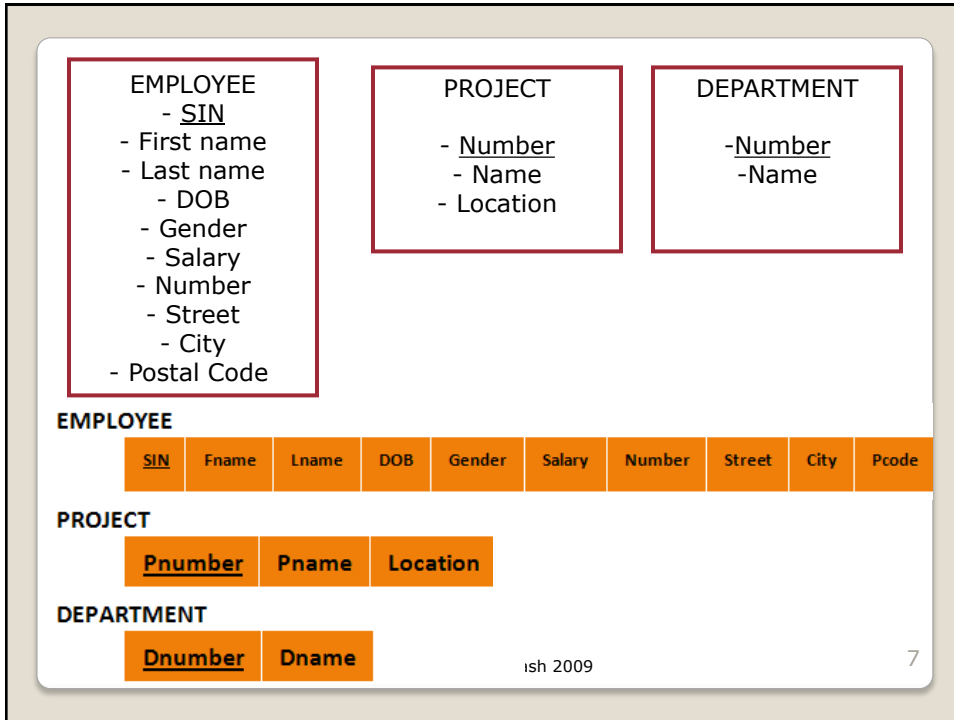 EMPLOYEE
- SIN
- First name
- Last name
- DOB
- Gender
- Salary
- Number
- Street
- City
- Postal Code
PROJECT
- Number
- Name
- Location
DEPARTMENT
-Number
-Name
EMPLOYEE
SIN Fname Lname DOB Gender Salary Number Street City Pcode
PROJECT
Pnumber Pname Location
DEPARTMENT
Dnumber Dname
2009
7